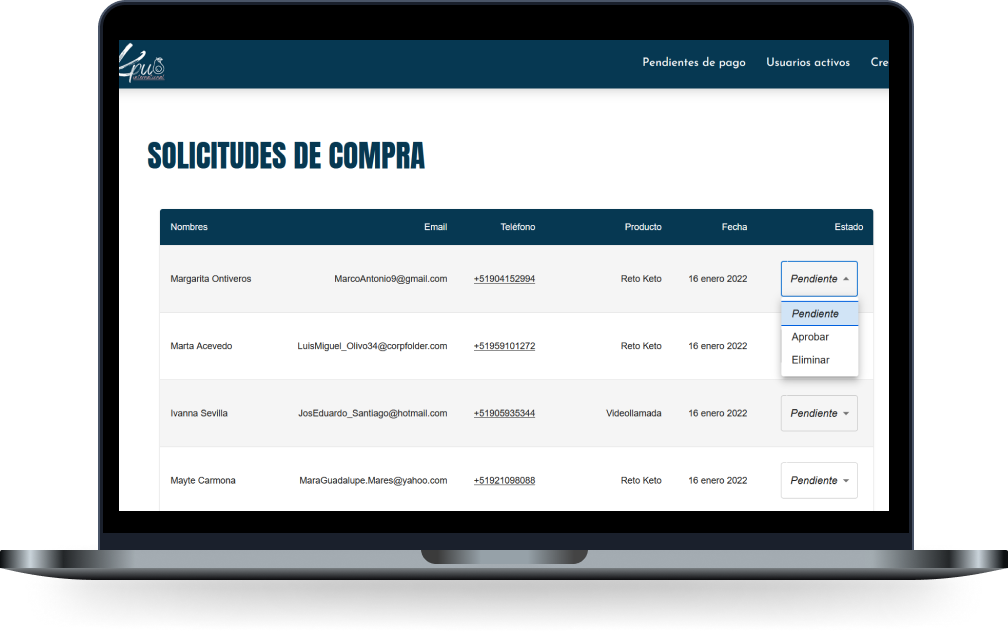 Pendientes de pago Usuarios activos Cre
SOLICITUDES DE COMPRA
Nombres Email Teléfono Producto Fecha Estado
Margarita Ontiveros MarcoAntonio9@gmail.com +51904152994 Reto Keto 16 enero 2022 Pendiente
Pendiente
Aprobar
Eliminar
Marta Acevedo LuisMiguel_Olivo34@corpfolder.com +51959101272 Reto Keto 16 enero 2022
Ivanna Sevilla JosEduardo_Santiago@hotmail.com +51905935344 Videollamada 16 enero 2022 Pendiente
Mayte Carmona MaraGuadalupe.Mares@yahoo.com +51921098088 Reto Keto 16 enero 2022 Pendiente